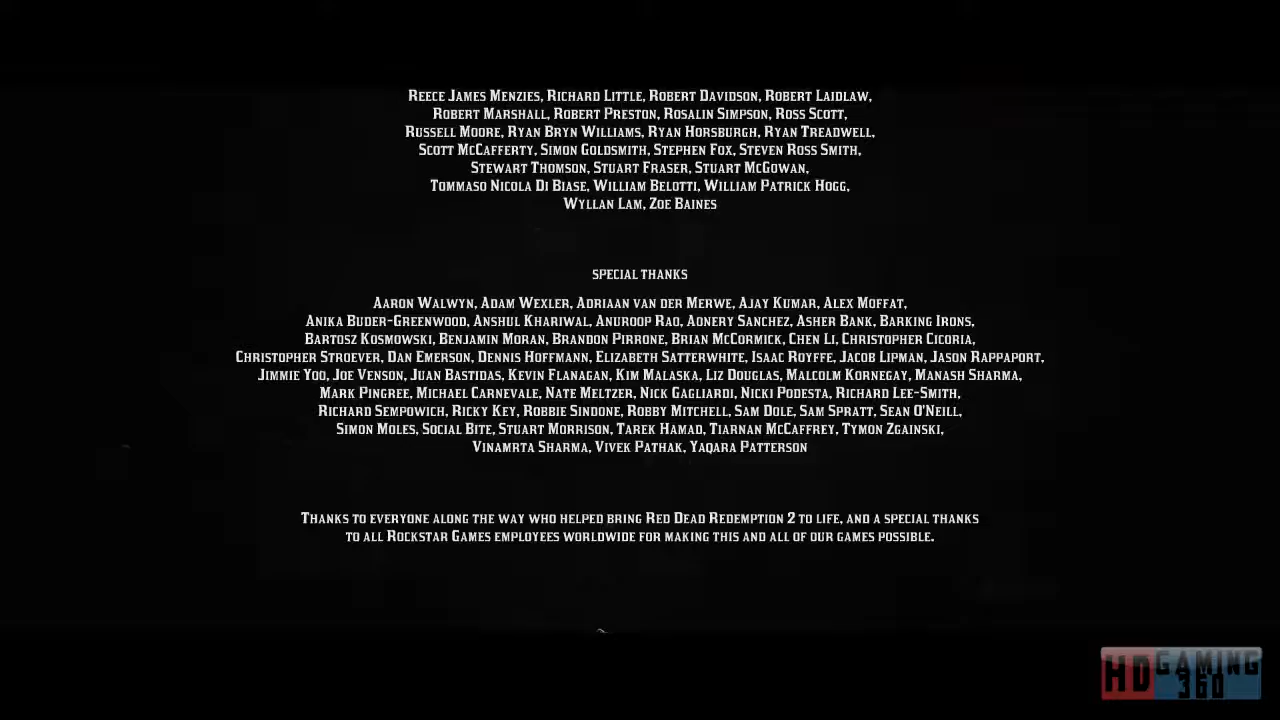 Reece James Menzies, Richard Little, Robert Davidson, Robert Laidlaw,
Robert Marshall, Robert Preston, Rosalin Simpson, Ross Scott,
Russell Moore, Ryan Bryn Williams, Ryan Horsburgh, Ryan Treadwell,
Scott McCafferty, Simon Goldsmith, Stephen Fox, Steven Ross Smith,
Stewart Thomson, Stuart Fraser, Stuart McGowan,
Tommaso Nicola Di Biase, William Belotti, William Patrick Hogg,
Wyllan Lam, Zoe Baines
SPECIAL THANKS
Aaron Walwyn, Adam Wexler, Adriaan van der Merwe, Ajay Kumar, Alex Moffat,
Anika Buder-Greenwood, Anshul Khariwal, Anuroop Rao, Aonery Sanchez, Asher Bank, Barking Irons,
Bartosz Kosmowski, Benjamin Moran, Brandon Pirrone, Brian McCormick, Chen Li, Christopher Cicoria,
Christopher Stroever, Dan Emerson, Dennis Hoffmann, Elizabeth Satterwhite, Isaac Royffe, Jacob Lipman, Jason Rappaport,
Jimmie Yoo, Joe Venson, Juan Bastidas, Kevin Flanagan, Kim Malaska, Liz Douglas, Malcolm Kornegay, Manash Sharma,
Mark Pingree, Michael Carnevale, Nate Meltzer, Nick Gagliardi, Nicki Podesta, Richard Lee-Smith,
Richard Sempowich, Ricky Key, Robbie Sindone, Robby Mitchell, Sam Dole, Sam Spratt, Sean O'Neill,
Simon Moles, Social Bite, Stuart Morrison, Tarek Hamad, Tiarnan McCaffrey, Tymon Zgainski,
Vinamrta Sharma, Vivek Pathak, Yaqara Patterson
Thanks to everyone along the way who helped bring Red Dead Redemption 2 to life, and a special thanks
to all Rockstar Games employees worldwide for making this and all of our games possible.
HD GAMING
360